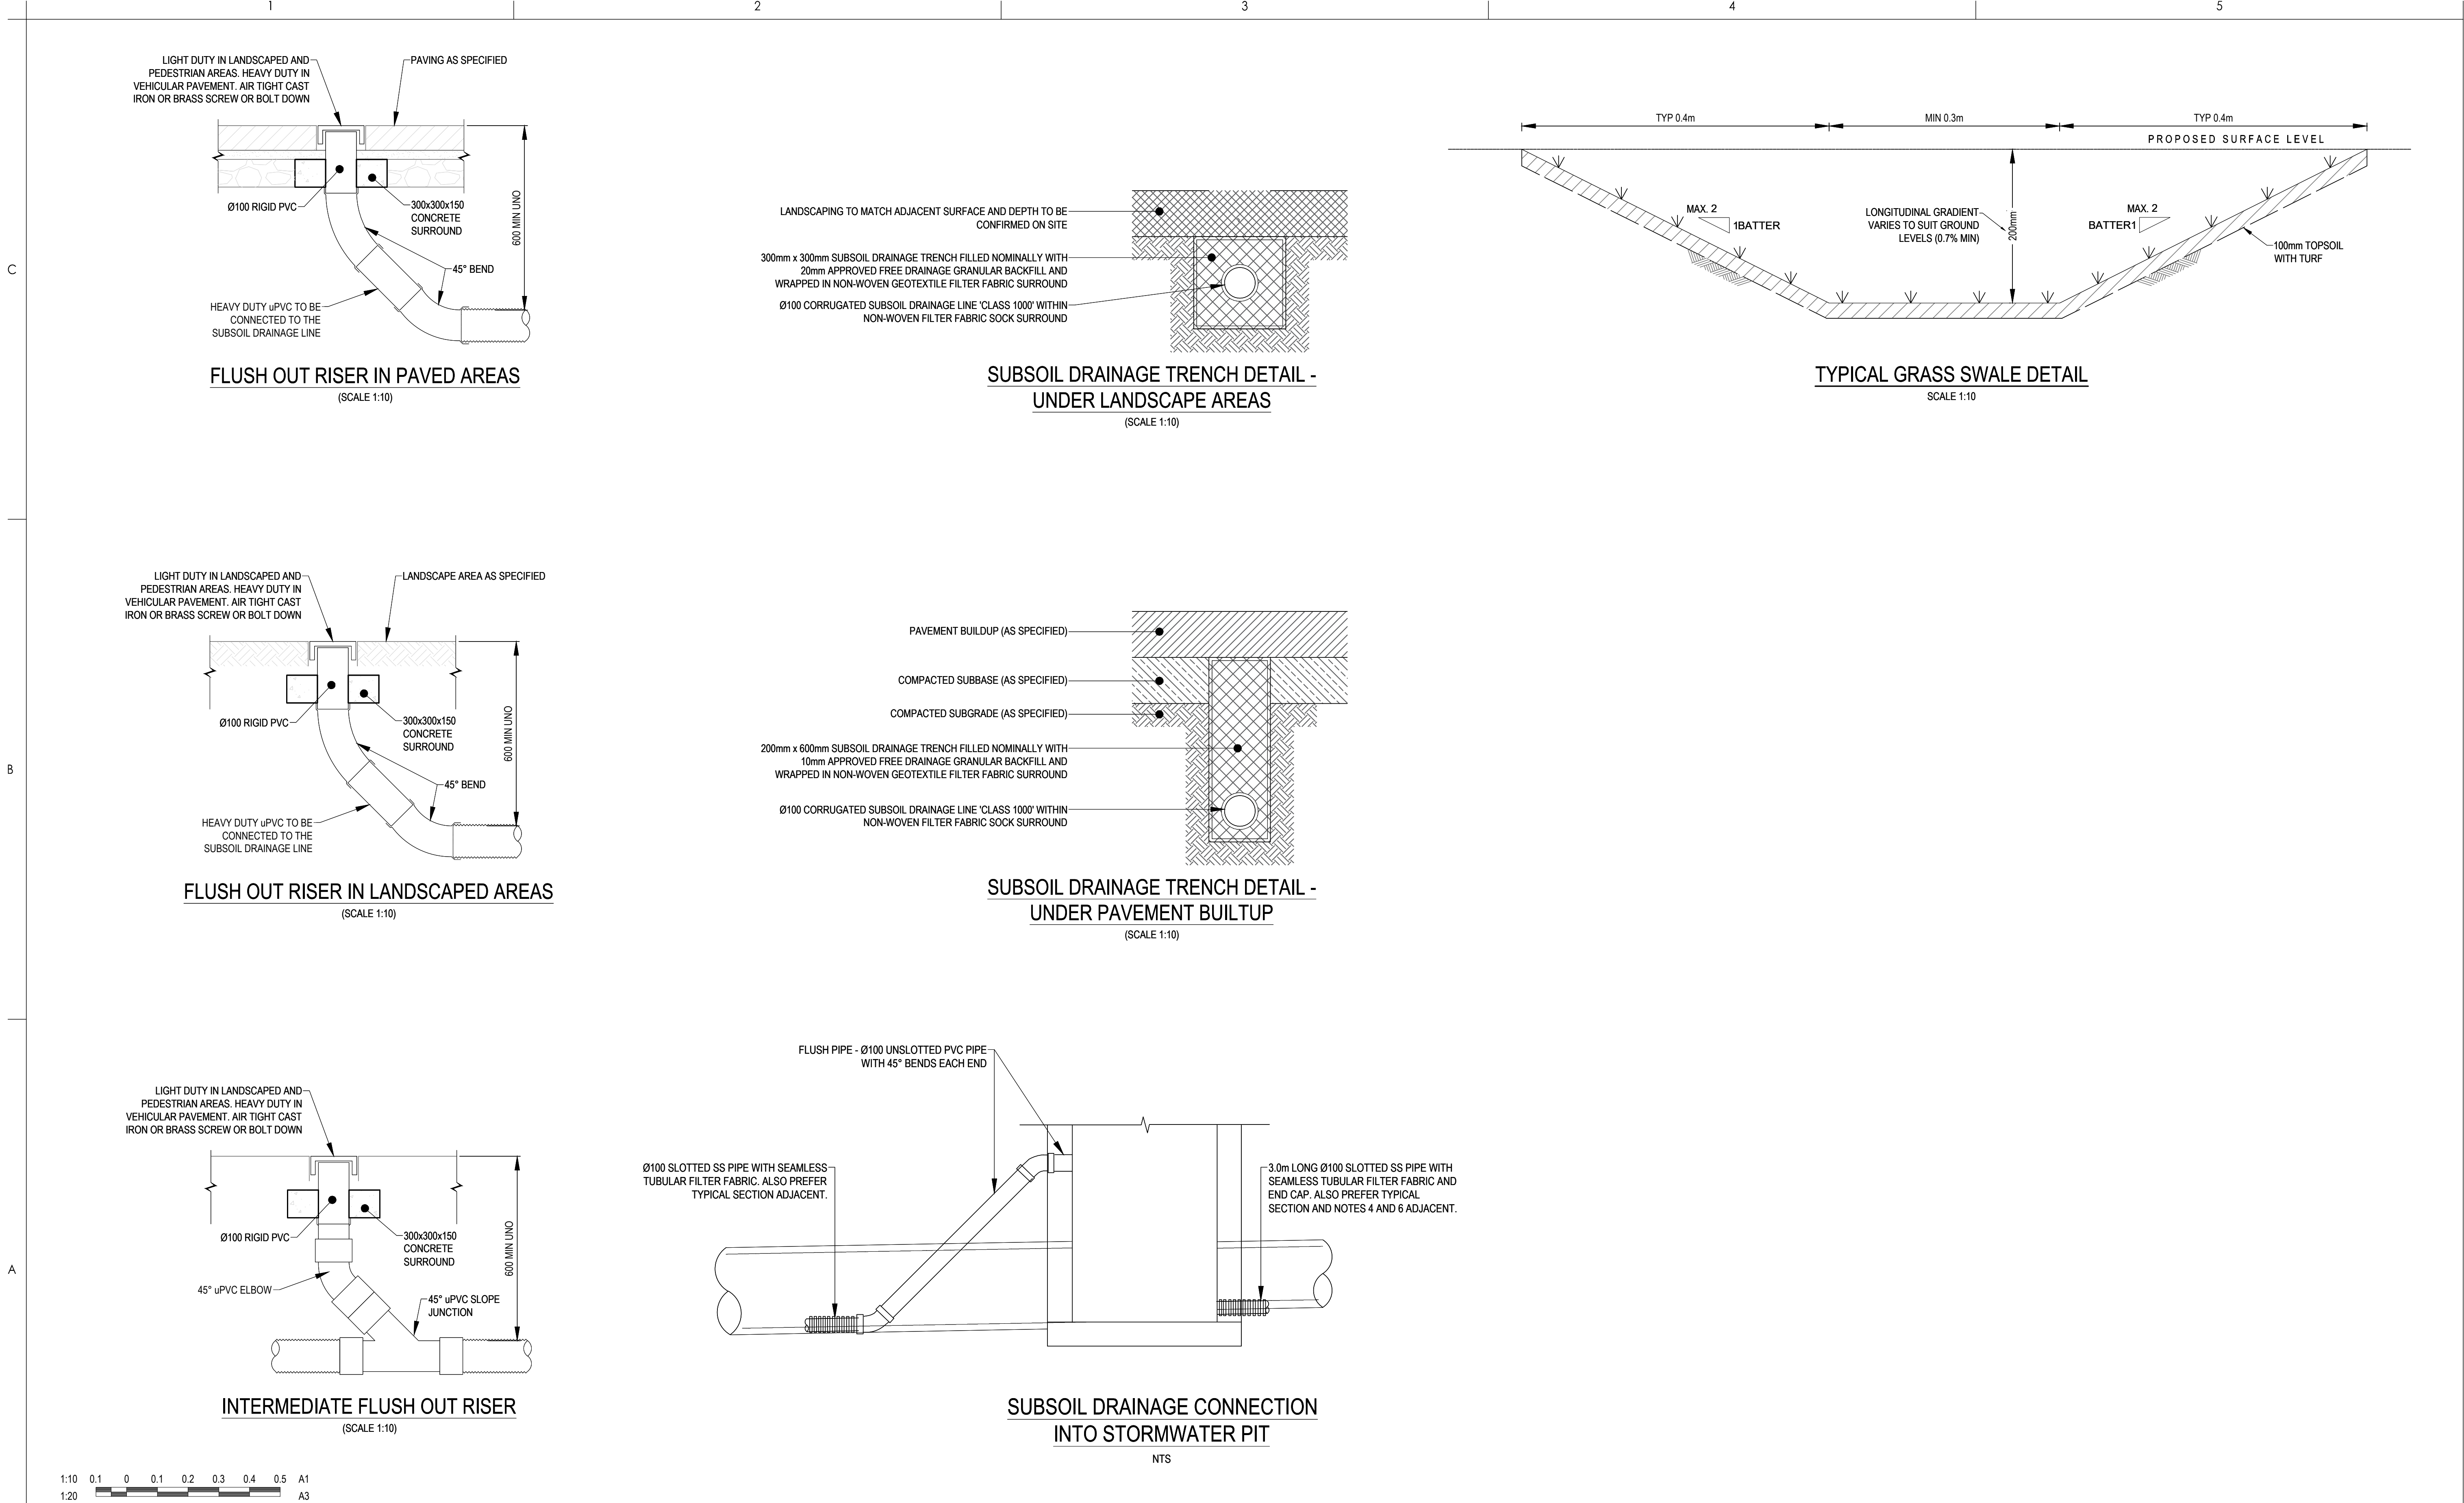 1
2
3
4
5
C
B
A
LIGHT DUTY IN LANDSCAPED AND
PEDESTRIAN AREAS. HEAVY DUTY IN
VEHICULAR PAVEMENT. AIR TIGHT CAST
IRON OR BRASS SCREW OR BOLT DOWN
PAVING AS SPECIFIED
Ø100 RIGID PVC
300x300x150
CONCRETE
SURROUND
600 MIN UNO
45° BEND
HEAVY DUTY uPVC TO BE
CONNECTED TO THE
SUBSOIL DRAINAGE LINE
FLUSH OUT RISER IN PAVED AREAS
(SCALE 1:10)
LANDSCAPING TO MATCH ADJACENT SURFACE AND DEPTH TO BE
CONFIRMED ON SITE
300mm x 300mm SUBSOIL DRAINAGE TRENCH FILLED NOMINALLY WITH
20mm APPROVED FREE DRAINAGE GRANULAR BACKFILL AND
WRAPPED IN NON-WOVEN GEOTEXTILE FILTER FABRIC SURROUND
Ø100 CORRUGATED SUBSOIL DRAINAGE LINE 'CLASS 1000' WITHIN
NON-WOVEN FILTER FABRIC SOCK SURROUND
SUBSOIL DRAINAGE TRENCH DETAIL -
UNDER LANDSCAPE AREAS
(SCALE 1:10)
TYP 0.4m
MIN 0.3m
TYP 0.4m
PROPOSED SURFACE LEVEL
MAX. 2
1BATTER
LONGITUDINAL GRADIENT
VARIES TO SUIT GROUND
LEVELS (0.7% MIN)
200mm
MAX. 2
BATTER1
100mm TOPSOIL
WITH TURF
TYPICAL GRASS SWALE DETAIL
SCALE 1:10
LIGHT DUTY IN LANDSCAPED AND
PEDESTRIAN AREAS. HEAVY DUTY IN
VEHICULAR PAVEMENT. AIR TIGHT CAST
IRON OR BRASS SCREW OR BOLT DOWN
LANDSCAPE AREA AS SPECIFIED
Ø100 RIGID PVC
300x300x150
CONCRETE
SURROUND
600 MIN UNO
45° BEND
HEAVY DUTY uPVC TO BE
CONNECTED TO THE
SUBSOIL DRAINAGE LINE
FLUSH OUT RISER IN LANDSCAPED AREAS
(SCALE 1:10)
PAVEMENT BUILDUP (AS SPECIFIED)
COMPACTED SUBBASE (AS SPECIFIED)
COMPACTED SUBGRADE (AS SPECIFIED)
200mm x 600mm SUBSOIL DRAINAGE TRENCH FILLED NOMINALLY WITH
10mm APPROVED FREE DRAINAGE GRANULAR BACKFILL AND
WRAPPED IN NON-WOVEN GEOTEXTILE FILTER FABRIC SURROUND
Ø100 CORRUGATED SUBSOIL DRAINAGE LINE 'CLASS 1000' WITHIN
NON-WOVEN FILTER FABRIC SOCK SURROUND
SUBSOIL DRAINAGE TRENCH DETAIL -
UNDER PAVEMENT BUILTUP
(SCALE 1:10)
LIGHT DUTY IN LANDSCAPED AND
PEDESTRIAN AREAS. HEAVY DUTY IN
VEHICULAR PAVEMENT. AIR TIGHT CAST
IRON OR BRASS SCREW OR BOLT DOWN
Ø100 RIGID PVC
300x300x150
CONCRETE
SURROUND
600 MIN UNO
45° uPVC ELBOW
45° uPVC SLOPE
JUNCTION
INTERMEDIATE FLUSH OUT RISER
(SCALE 1:10)
FLUSH PIPE - Ø100 UNSLOTTED PVC PIPE
WITH 45° BENDS EACH END
Ø100 SLOTTED SS PIPE WITH SEAMLESS
TUBULAR FILTER FABRIC. ALSO PREFER
TYPICAL SECTION ADJACENT.
3.0m LONG Ø100 SLOTTED SS PIPE WITH
SEAMLESS TUBULAR FILTER FABRIC AND
END CAP. ALSO PREFER TYPICAL
SECTION AND NOTES 4 AND 6 ADJACENT.
SUBSOIL DRAINAGE CONNECTION
INTO STORMWATER PIT
NTS
1:10 0.1 0 0.1 0.2 0.3 0.4 0.5 A1
1:20 A3